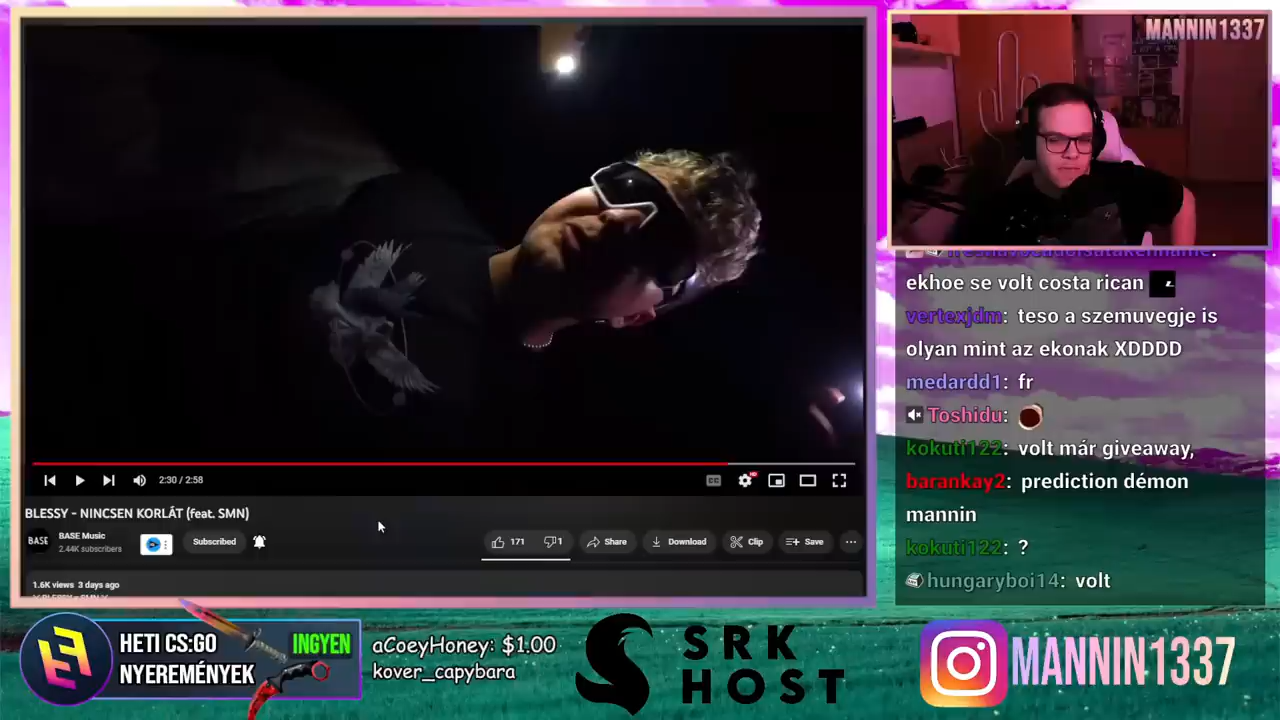 MANNIN1337
ekhoe se volt costa rican
vertexjdm: teso a szemuvegje is
olyan mint az ekonak XDDDD
medardd1: fr
Toshidu:
kokuti122: volt már giveaway,
barankay2: prediction démon
mannin
kokuti122: ?
hungaryboi14: volt
2:30 / 2:58
CC
HD
BLESSY - NINCSEN KORLÁT (feat. SMN)
BASE
BASE Music
2.44K subscribers
Subscribed
171
1
Share
Download
Clip
Save
1.6K views 3 days ago
HETI CS:GO
NYEREMÉNYEK
INGYEN
aCoeyHoney: $1.00
kover_capybara
SRK
HOST
MANNIN1337